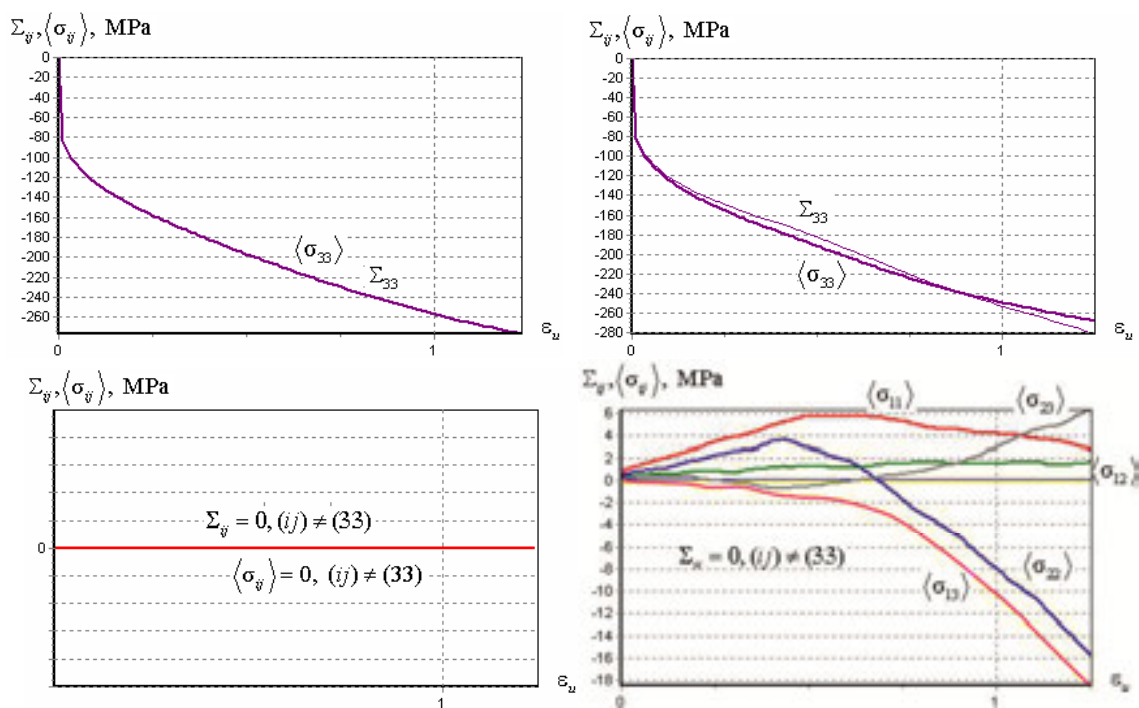 Σij, ⟨σij⟩, MPa
0
-20
-40
-60
-80
-100
-120
-140
-160
-180
-200
-220
-240
-260
⟨σ33⟩
Σ33
0
1
εu
Σij, ⟨σij⟩, MPa
0
-20
-40
-60
-80
-100
-120
-140
-160
-180
-200
-220
-240
-260
-280
Σ33
⟨σ33⟩
0
1
εu
Σij, ⟨σij⟩, MPa
0
Σij = 0, (ij) ≠ (33)
⟨σij⟩ = 0, (ij) ≠ (33)
1
εu
Σij, ⟨σij⟩, MPa
6
4
2
0
-2
-4
-6
-8
-10
-12
-14
-16
-18
⟨σ11⟩
⟨σ23⟩
⟨σ12⟩
Σij = 0, (ij) ≠ (33)
⟨σ22⟩
⟨σ13⟩
0
1
εu